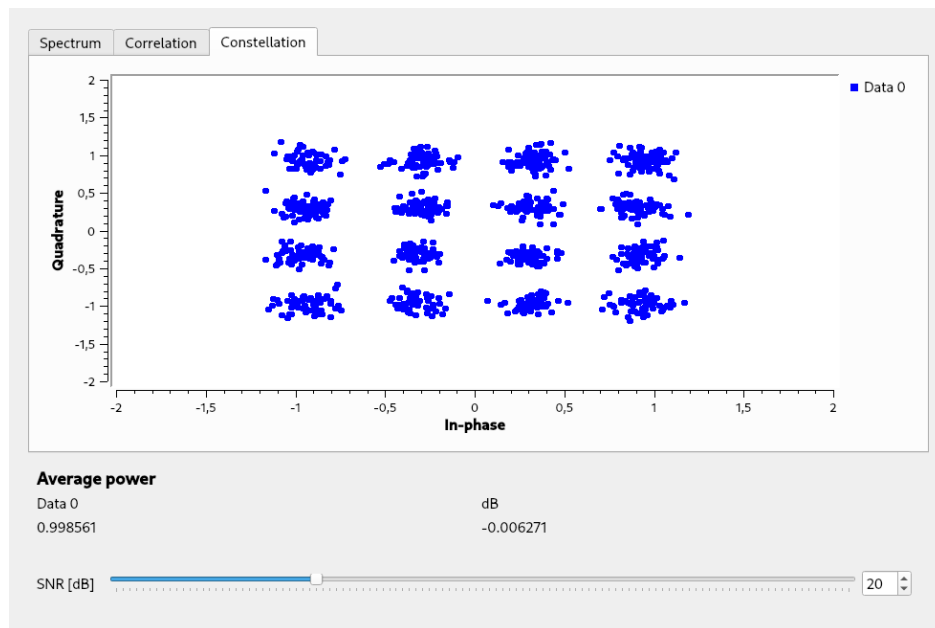 Spectrum Correlation Constellation
Data 0
2
1,5
1
0,5
0
-0,5
-1
-1,5
-2
Quadrature
-2 -1,5 -1 -0,5 0 0,5 1 1,5 2
In-phase
Average power
Data 0 dB
0.998561 -0.006271
SNR [dB] 20